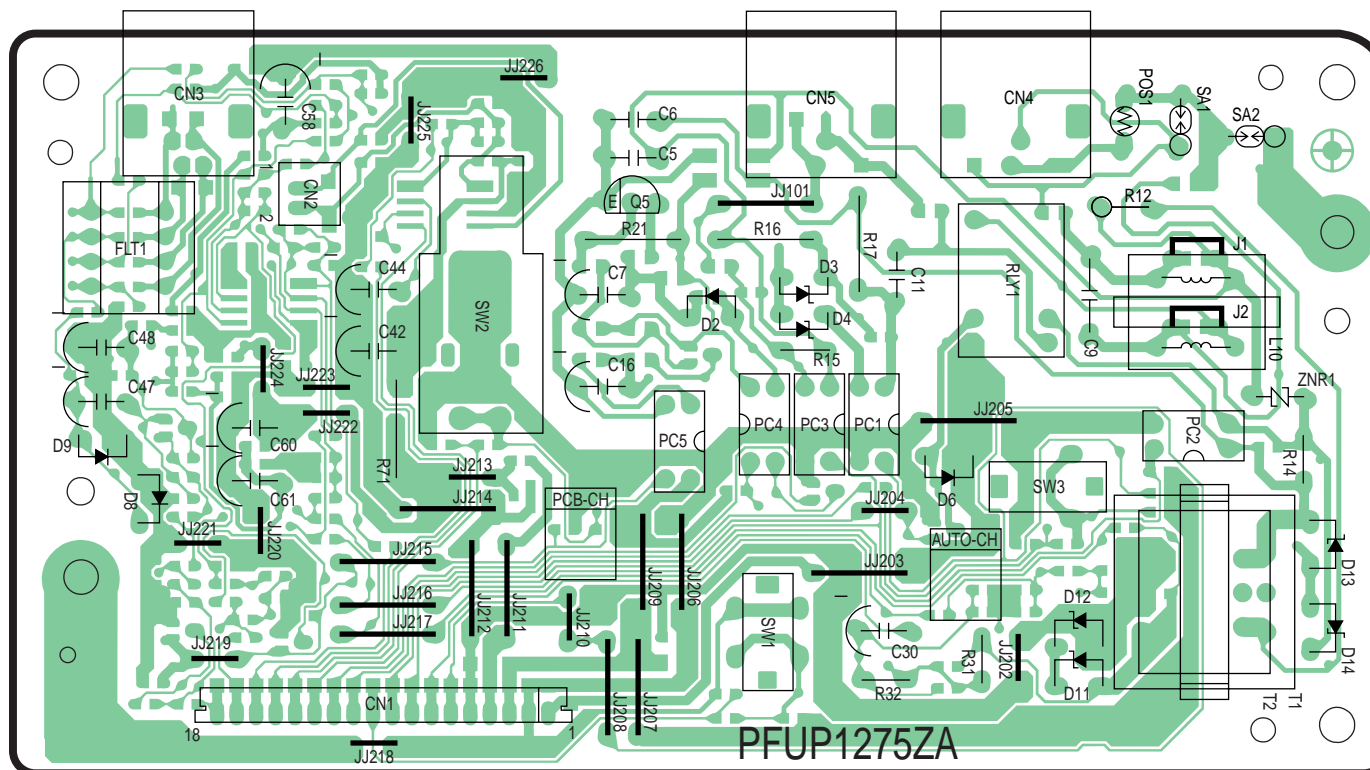 JJ226
CN3
C58
JJ225
C6
C5
CN5
CN4
POS1
SA1
SA2
1
CN2
2
E Q5
JJ101
R12
FLT1
R21
R16
R17
J1
C44
C7
D3
C11
RLY1
D2
D4
J2
C42
SW2
C9
C48
JJ224
R15
L10
JJ223
C16
ZNR1
C47
JJ222
JJ205
D9
C60
R71
PC5
PC4
PC3
PC1
PC2
R14
JJ213
D8
C61
JJ214
PCB-CH
D6
SW3
JJ204
JJ221
JJ220
AUTO-CH
JJ215
JJ203
D13
JJ216
JJ212
JJ211
JJ210
JJ209
JJ206
D12
JJ217
SW1
C30
JJ219
R31
JJ202
D14
R32
D11
CN1
T2
T1
18
1
JJ208
JJ207
JJ218
PFUP1275ZA